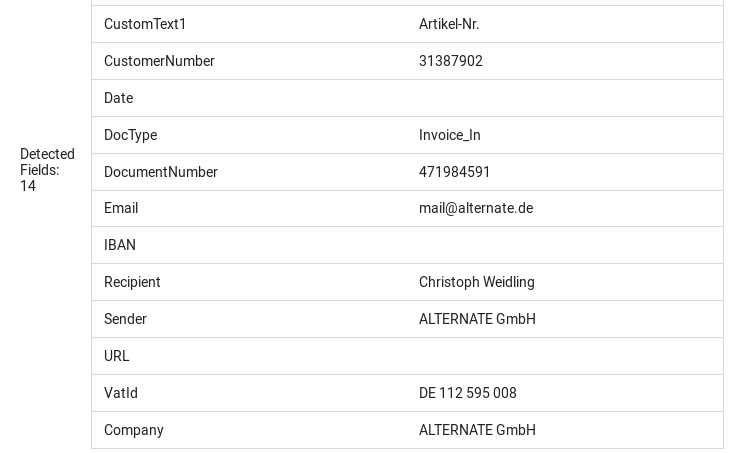 Detected
Fields:
14
CustomText1 Artikel-Nr.
CustomerNumber 31387902
Date
DocType Invoice_In
DocumentNumber 471984591
Email mail@alternate.de
IBAN
Recipient Christoph Weidling
Sender ALTERNATE GmbH
URL
VatId DE 112 595 008
Company ALTERNATE GmbH